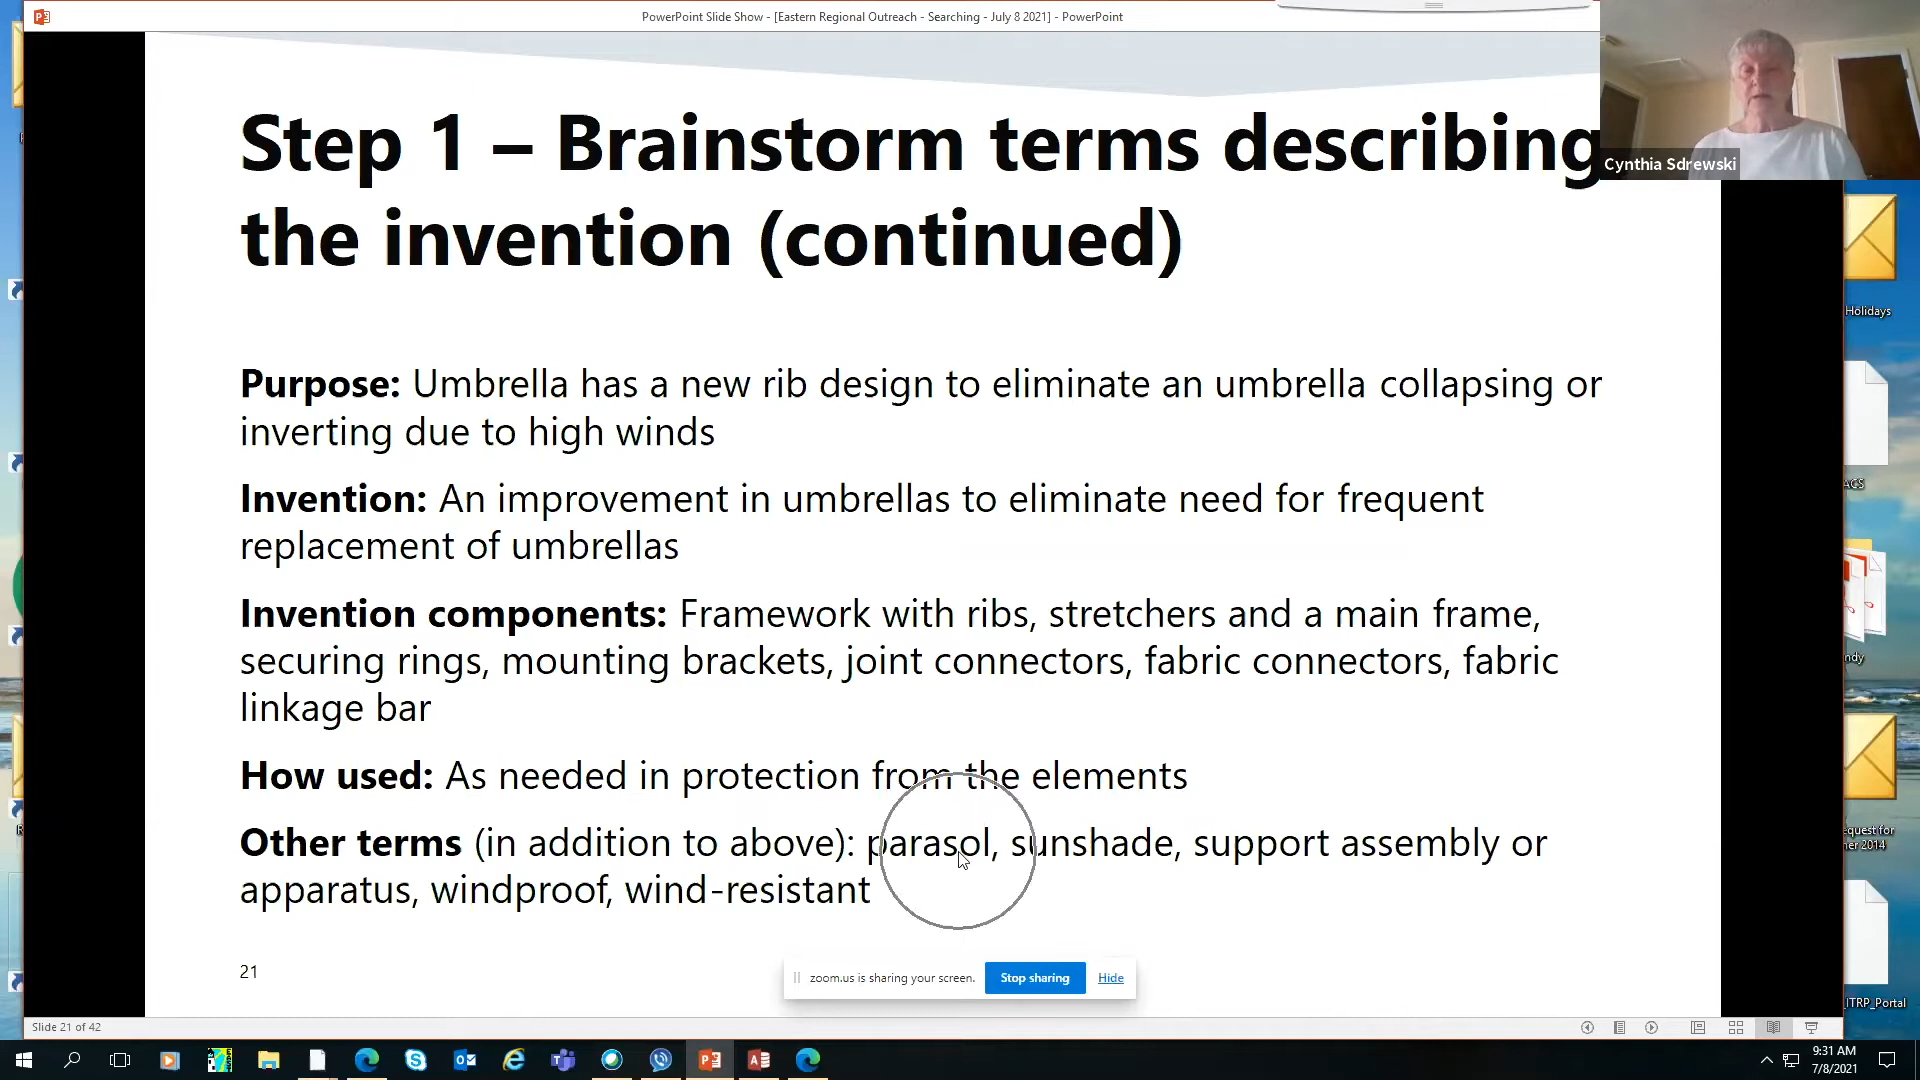 PowerPoint Slide Show - [Eastern Regional Outreach - Searching - July 8 2021] - PowerPoint
Step 1 – Brainstorm terms describing
the invention (continued)
Cynthia Sdrewski
Purpose: Umbrella has a new rib design to eliminate an umbrella collapsing or
inverting due to high winds
Invention: An improvement in umbrellas to eliminate need for frequent
replacement of umbrellas
Invention components: Framework with ribs, stretchers and a main frame,
securing rings, mounting brackets, joint connectors, fabric connectors, fabric
linkage bar
How used: As needed in protection from the elements
Other terms (in addition to above): parasol, sunshade, support assembly or
apparatus, windproof, wind-resistant
21
zoom.us is sharing your screen. Stop sharing Hide
Holidays
ACS
ndy
equest for
er 2014
ITRP_Portal
Slide 21 of 42
9:31 AM
7/8/2021